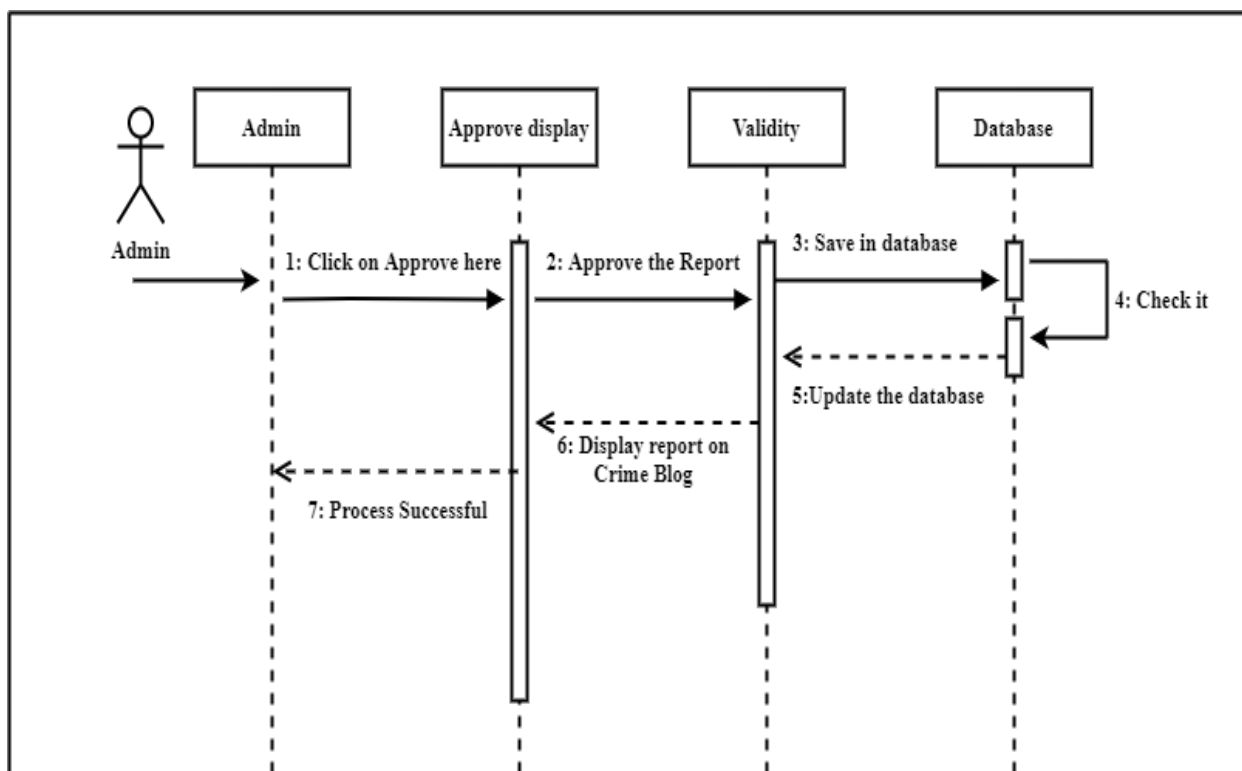 Admin
Approve display
Validity
Database
Admin
1: Click on Approve here
2: Approve the Report
3: Save in database
4: Check it
5:Update the database
6: Display report on
Crime Blog
7: Process Successful